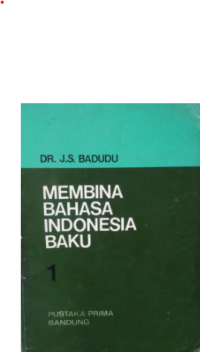 DR. J.S. BADUDU
MEMBINA
BAHASA
INDONESIA
BAKU
1
PUSTAKA PRIMA
BANDUNG